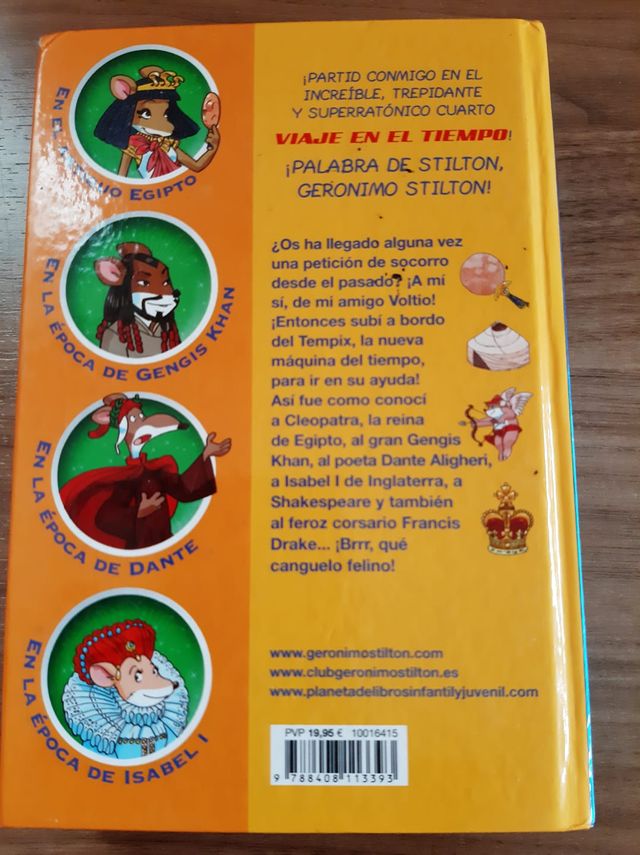 EN EL ANTIGUO EGIPTO
EN LA ÉPOCA DE GENGIS KHAN
EN LA ÉPOCA DE DANTE
EN LA ÉPOCA DE ISABEL I
¡PARTID CONMIGO EN EL
INCREÍBLE, TREPIDANTE
Y SUPERRATÓNICO CUARTO
VIAJE EN EL TIEMPO!
¡PALABRA DE STILTON,
GERONIMO STILTON!
¿Os ha llegado alguna vez
una petición de socorro
desde el pasado? ¡A mí
sí, de mi amigo Voltio!
¡Entonces subí a bordo
del Tempix, la nueva
máquina del tiempo,
para ir en su ayuda!
Así fue como conocí
a Cleopatra, la reina
de Egipto, al gran Gengis
Khan, al poeta Dante Aligheri,
a Isabel I de Inglaterra, a
Shakespeare y también
al feroz corsario Francis
Drake... ¡Brrr, qué
canguelo felino!
www.geronimostilton.com
www.clubgeronimostilton.es
www.planetadelibrosinfantilyjuvenil.com
PVP 19,95 € 10016415
9 788408 113393